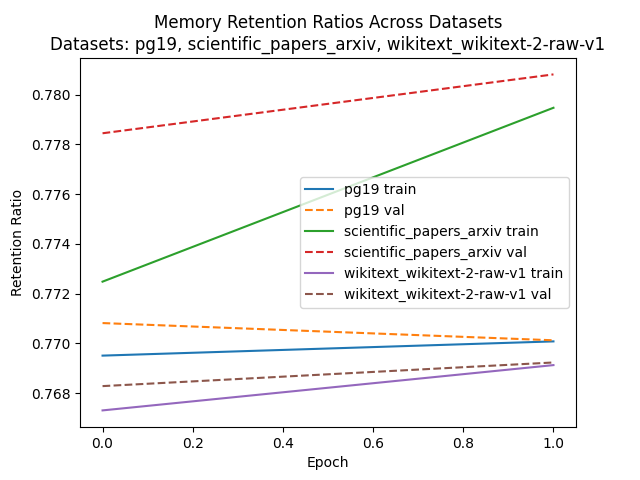 Memory Retention Ratios Across Datasets
Datasets: pg19, scientific_papers_arxiv, wikitext_wikitext-2-raw-v1
0.780
0.778
0.776
0.774
0.772
0.770
0.768
Retention Ratio
pg19 train
pg19 val
scientific_papers_arxiv train
scientific_papers_arxiv val
wikitext_wikitext-2-raw-v1 train
wikitext_wikitext-2-raw-v1 val
0.0 0.2 0.4 0.6 0.8 1.0
Epoch